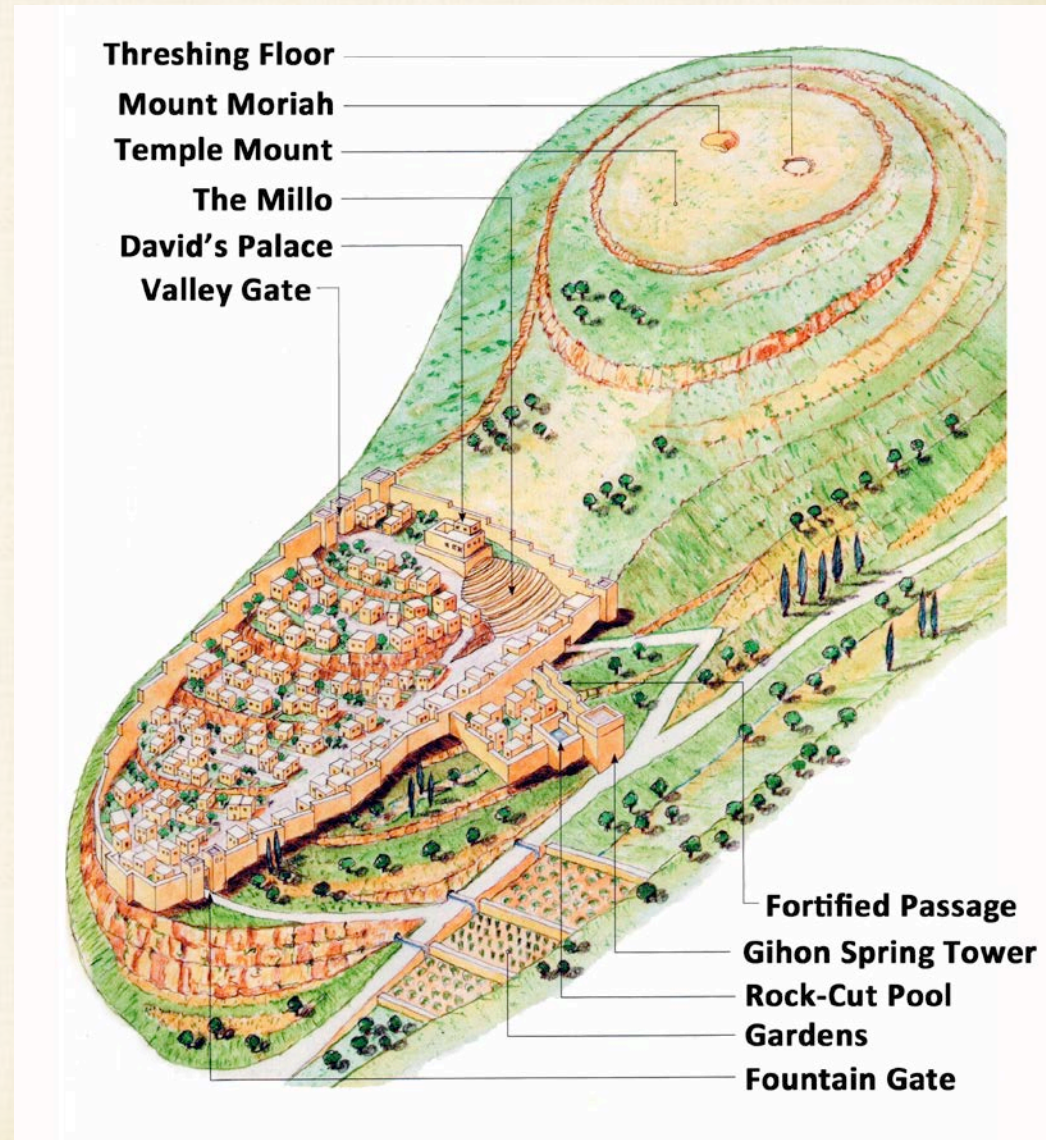 Threshing Floor
Mount Moriah
Temple Mount
The Millo
David's Palace
Valley Gate
Fortified Passage
Gihon Spring Tower
Rock-Cut Pool
Gardens
Fountain Gate